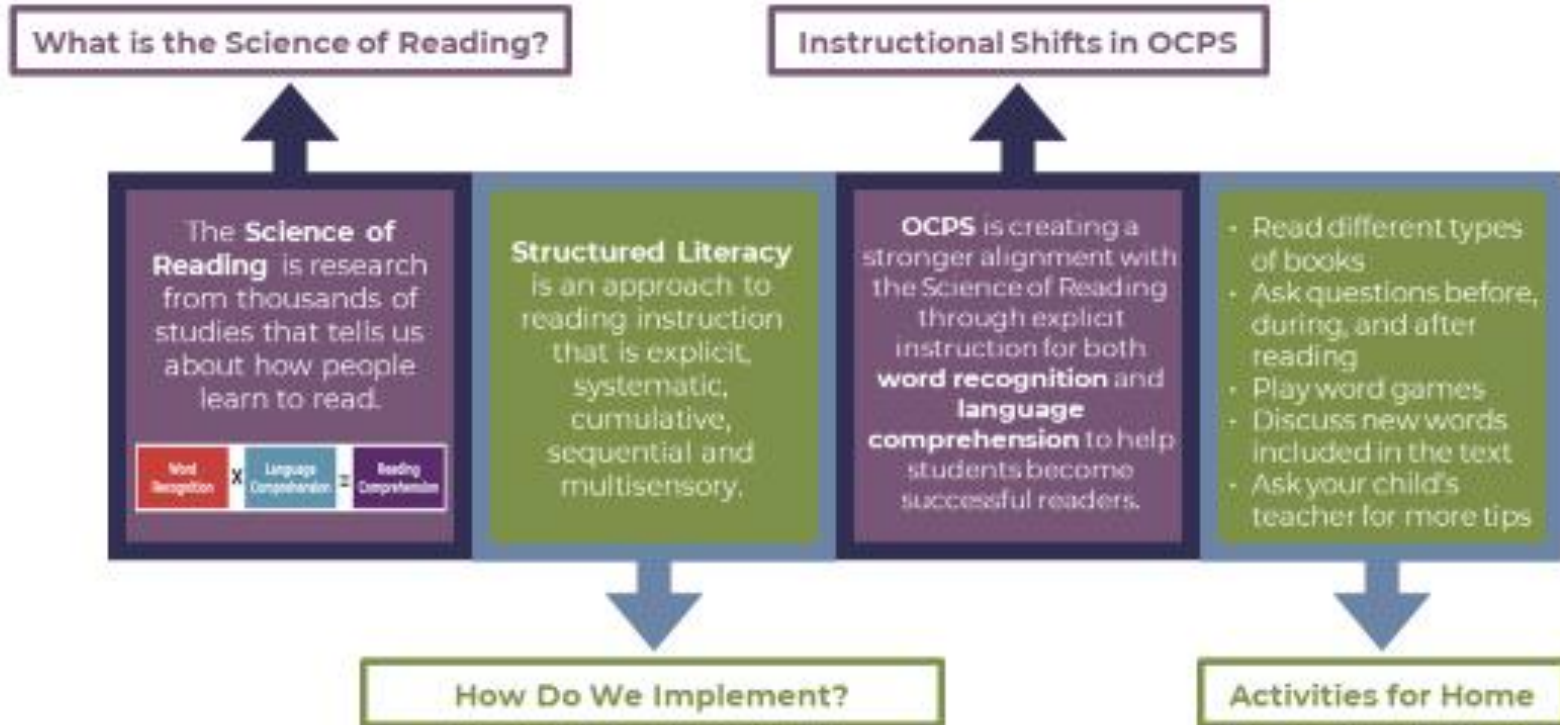 What is the Science of Reading?
Instructional Shifts in OCPS
The Science of
Reading is research
from thousands of
studies that tells us
about how people
learn to read.
Word
Recognition
X
Language
Comprehension
=
Reading
Comprehension
Structured Literacy
is an approach to
reading instruction
that is explicit,
systematic,
cumulative,
sequential and
multisensory.
OCPS is creating a
stronger alignment with
the Science of Reading
through explicit
instruction for both
word recognition and
language
comprehension to help
students become
successful readers.
• Read different types
of books
• Ask questions before,
during, and after
reading
• Play word games
• Discuss new words
included in the text
• Ask your child's
teacher for more tips
How Do We Implement?
Activities for Home